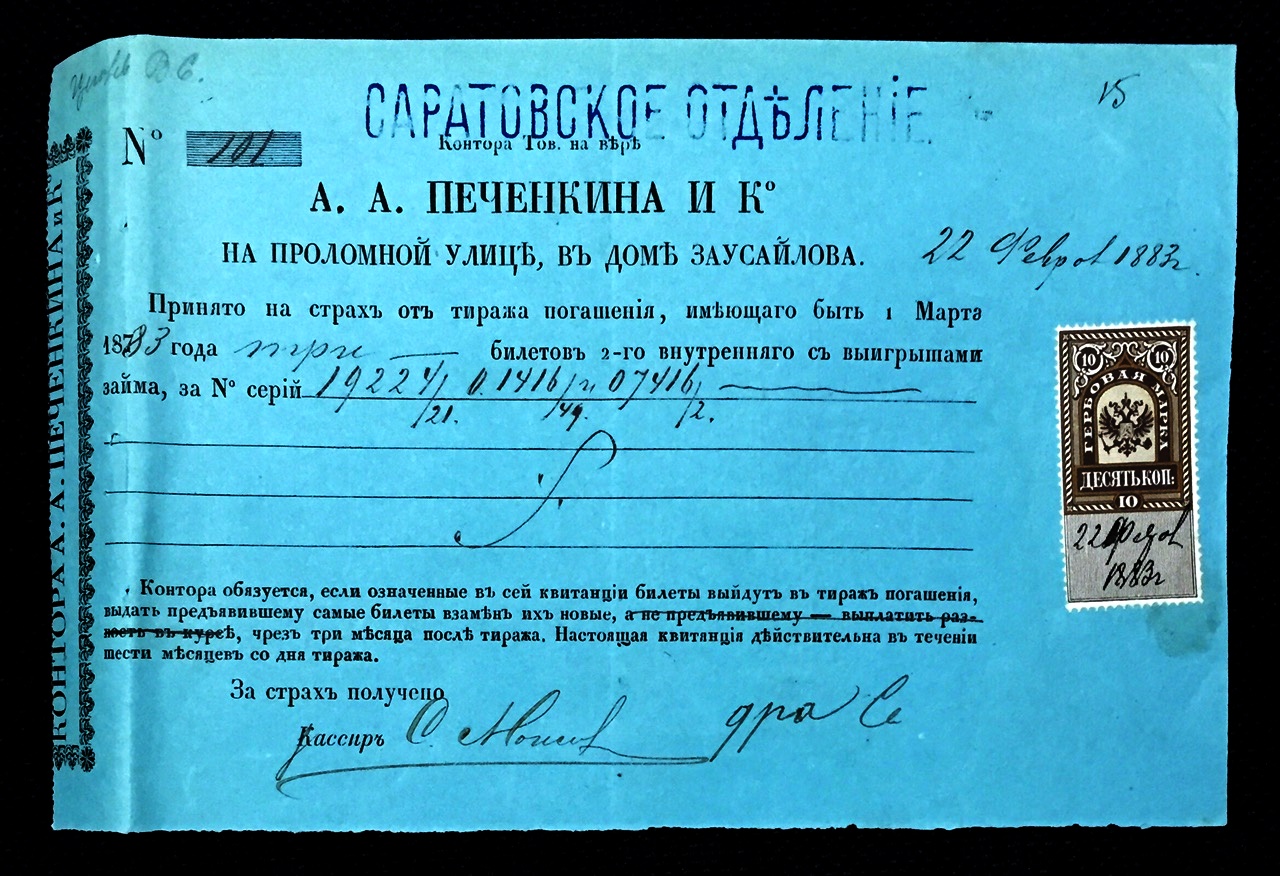 В С.
15
САРАТОВСКОЕ ОТДѢЛЕНІЕ
№ 101
Контора Тов. на вѣрѣ
А. А. ПЕЧЕНКИНА И Ко
НА ПРОЛОМНОЙ УЛИЦѢ, ВЪ ДОМѢ ЗАУСАЙЛОВА.
22 Феврал 1883г.
Принято на страхъ отъ тиража погашенія, имѣющаго быть 1 Марта
1883 года три — билетовъ 2-го внутренняго съ выигрышами
займа, за № серій 19224/21. 01416/49. и 07416/2.
Контора обязуется, если означенные въ сей квитанціи билеты выйдутъ въ тиражъ погашенія,
выдать предъявившему самые билеты взамѣнъ ихъ новые, а не предъявившему — выплатить раз-
ность въ курсѣ, чрезъ три мѣсяца послѣ тиража. Настоящая квитанція дѣйствительна въ теченіи
шести мѣсяцевъ со дня тиража.
За страхъ получено
Кассиръ
КОНТОРА А. А. ПЕЧЕНКИНА и Ко
10 10
ГЕРБОВАЯ МАРКА
ДЕСЯТЬ КОП:
10
22 Феврал
1883г